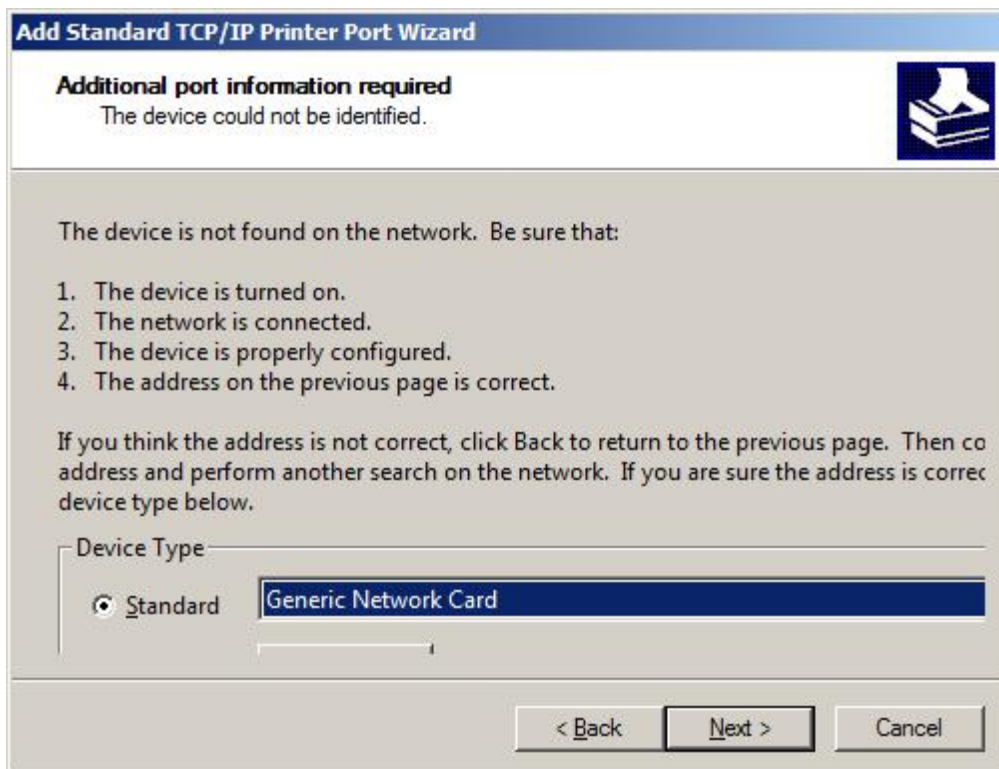 Add Standard TCP/IP Printer Port Wizard
Additional port information required
The device could not be identified.
The device is not found on the network.  Be sure that:
1.  The device is turned on.
2.  The network is connected.
3.  The device is properly configured.
4.  The address on the previous page is correct.
If you think the address is not correct, click Back to return to the previous page.  Then co
address and perform another search on the network.  If you are sure the address is correc
device type below.
Device Type
Standard
Generic Network Card
< Back
Next >
Cancel